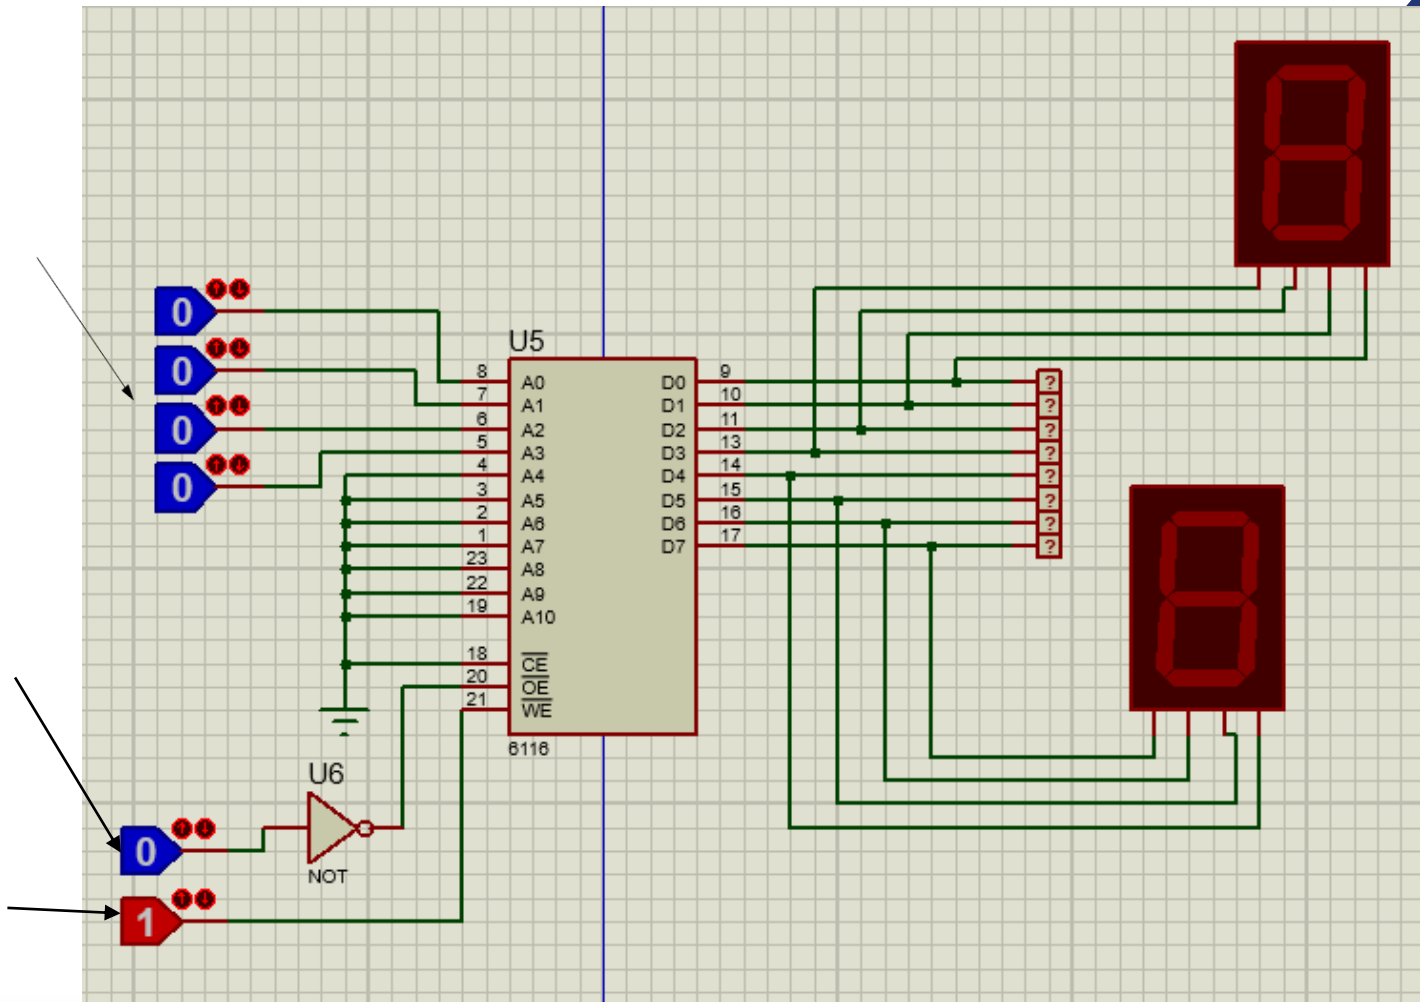 0
0
0
0
U5
8 A0 D0 9 ?
7 A1 D1 10 ?
6 A2 D2 11 ?
5 A3 D3 13 ?
4 A4 D4 14 ?
3 A5 D5 15 ?
2 A6 D6 16 ?
1 A7 D7 17 ?
23 A8
22 A9
19 A10
18 CE
20 OE
21 WE
6116
U6
NOT
0
1